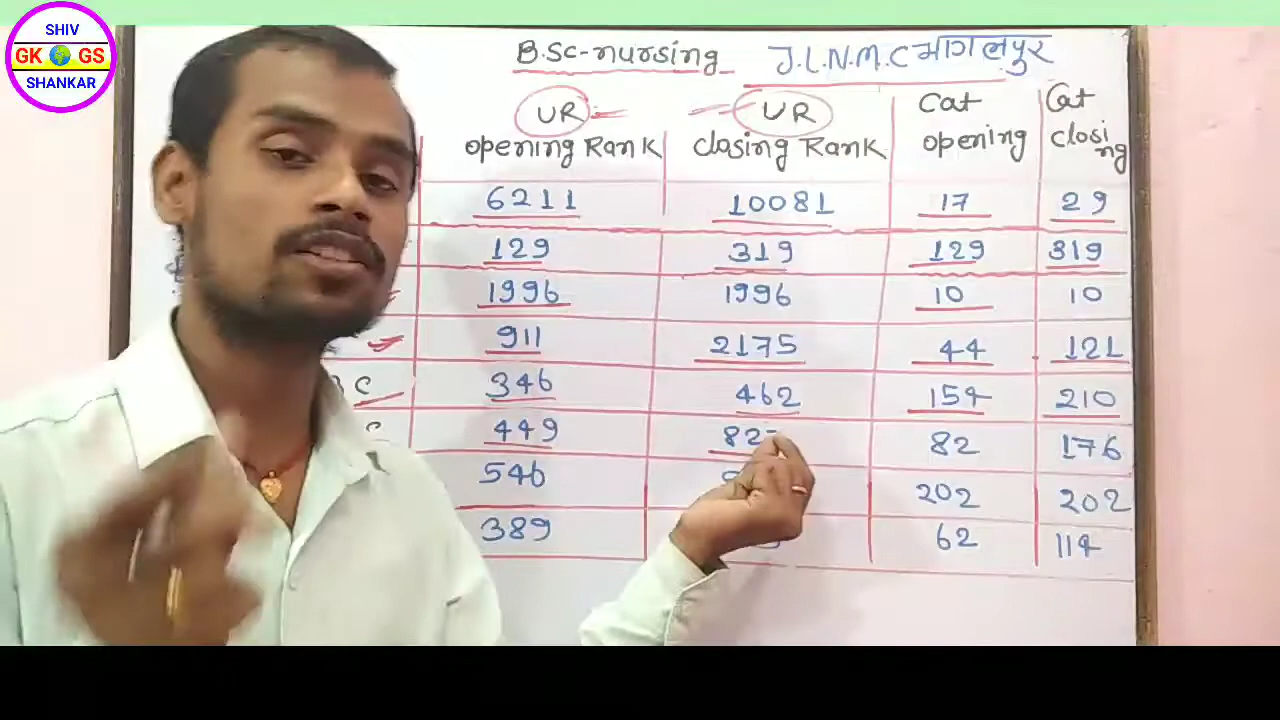 SHIV
GK GS
SHANKAR
B.Sc-nursing J.L.N.M.C भागलपुर
UR UR Cat Cat
opening Rank closing Rank opening closing
6211 10081 17 29
129 319 129 319
1996 1996 10 10
911 2175 44 121
C 346 462 154 210
449 82 176
546 202 202
389 62 114